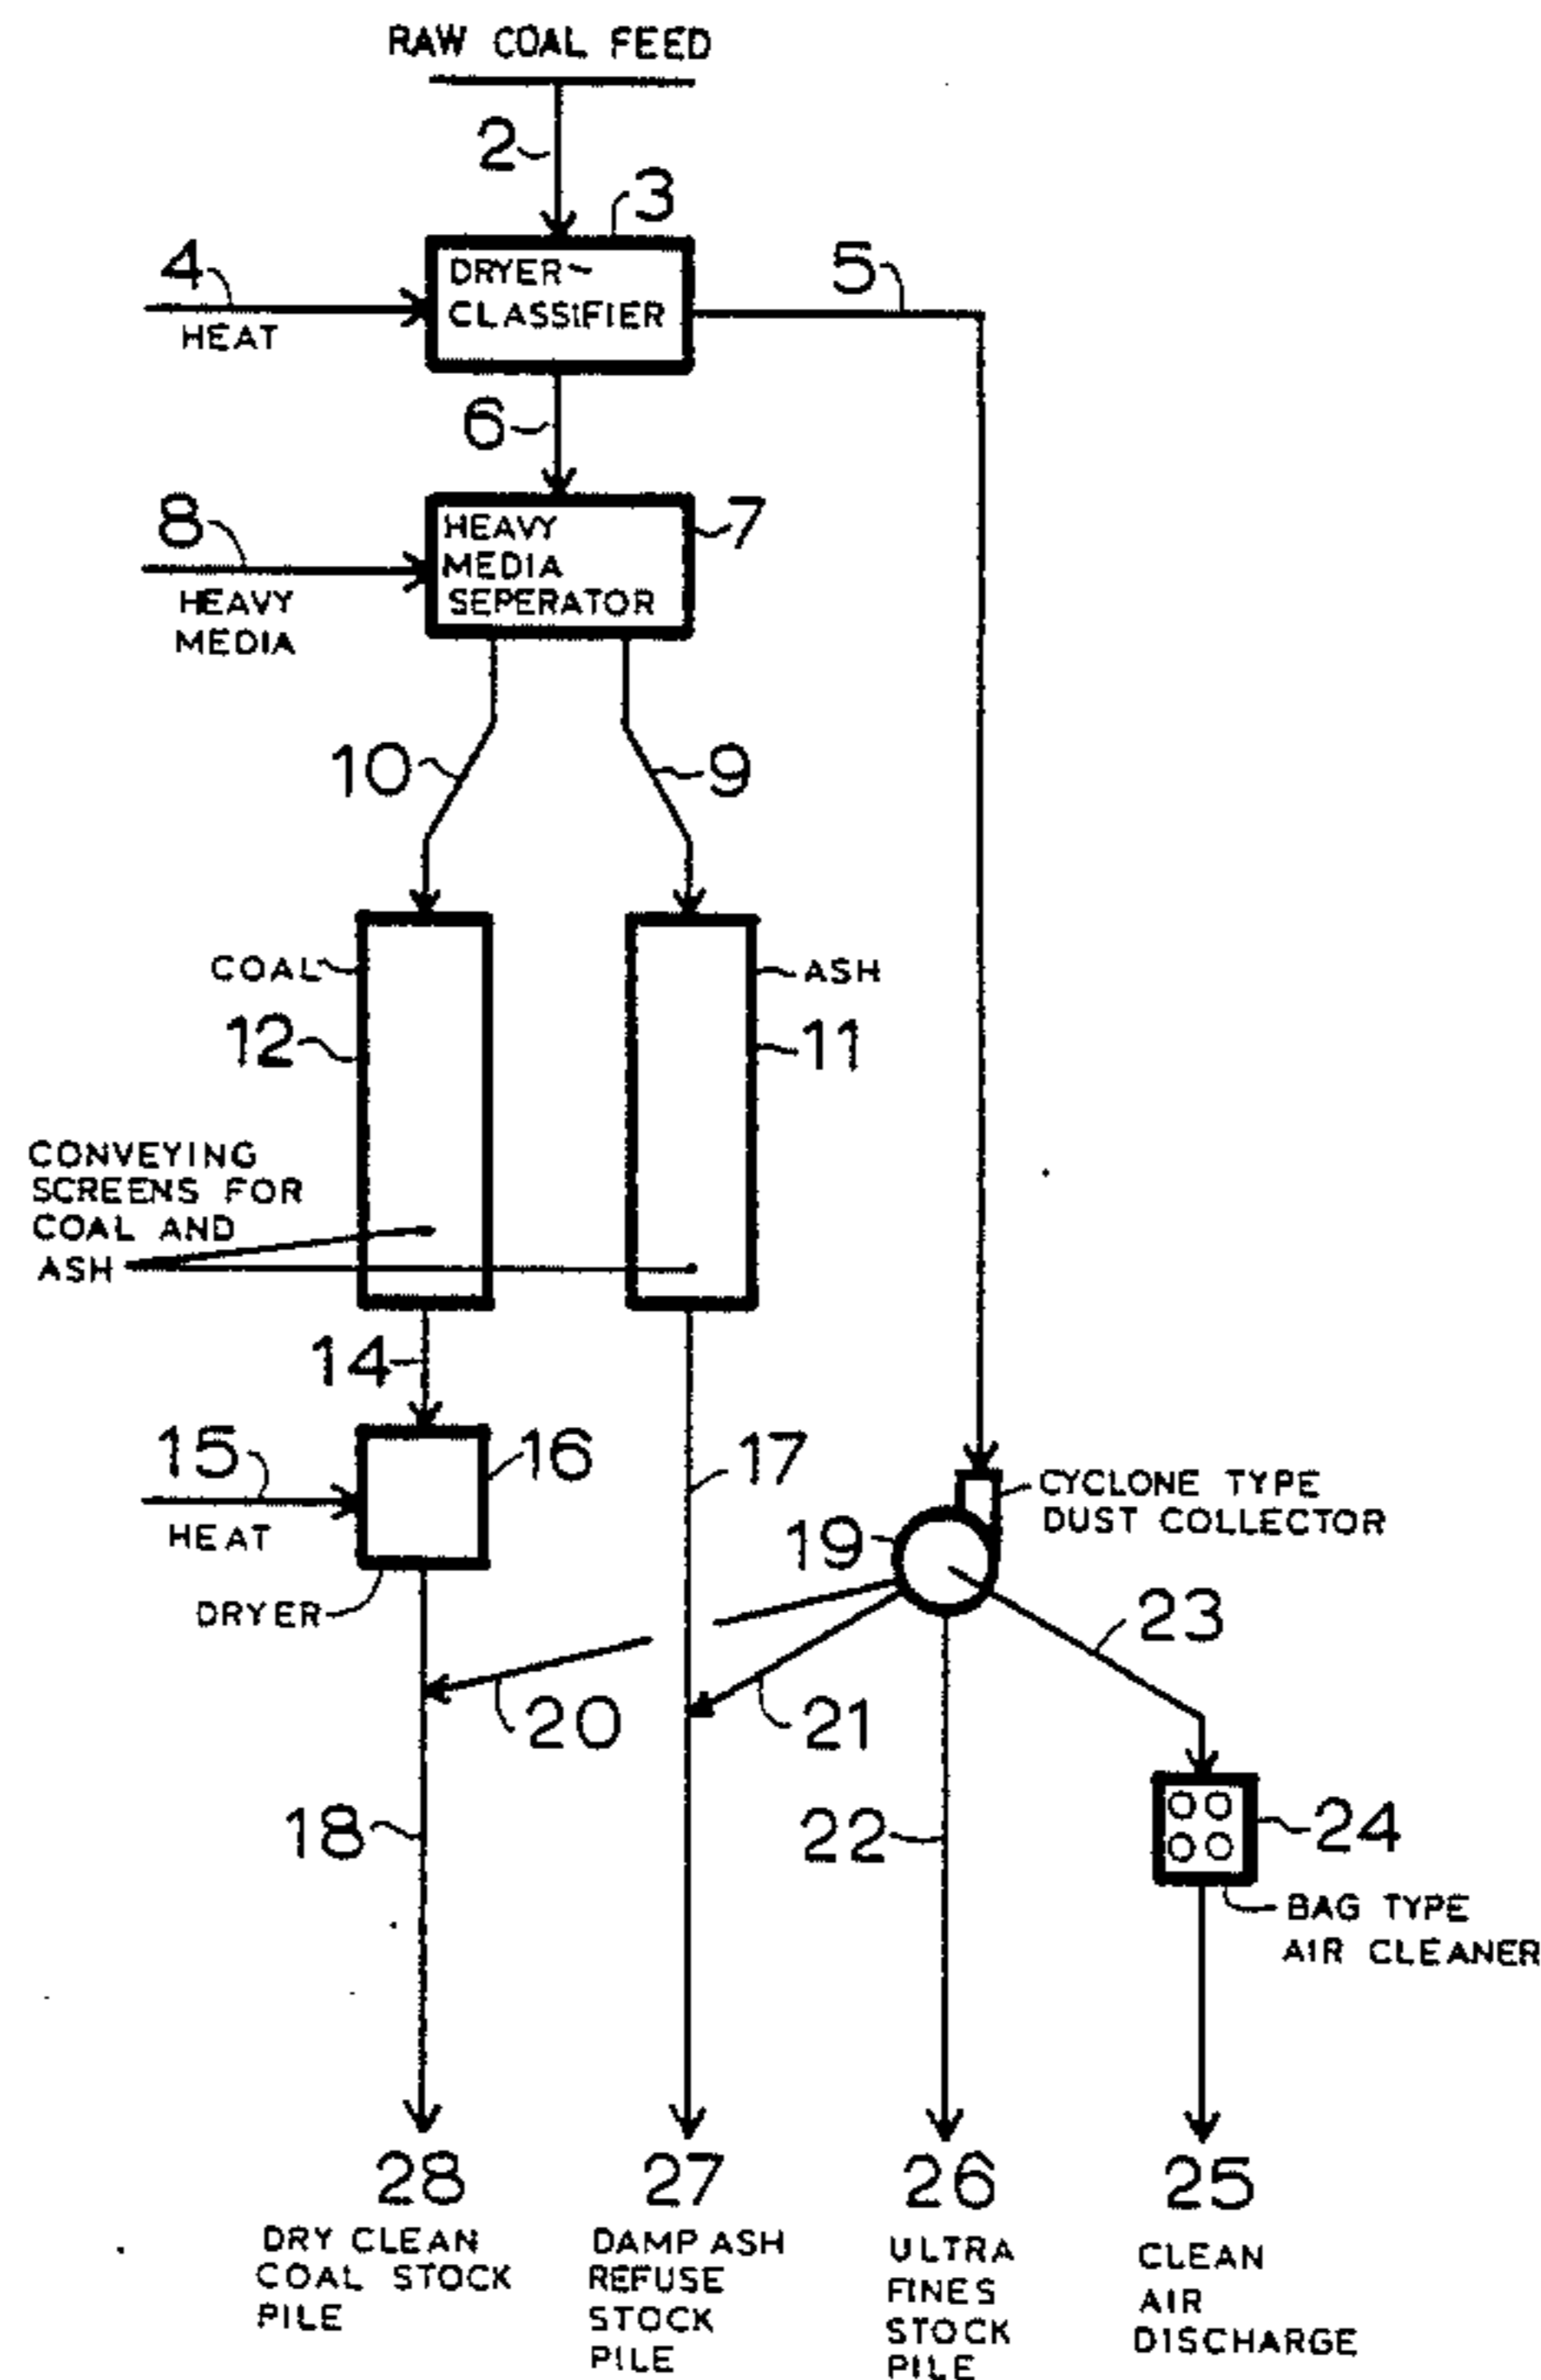 RAW COAL FEED
2
3
4
HEAT
DRYER-
CLASSIFIER
5
6
8
HEAVY
MEDIA
HEAVY
MEDIA
SEPERATOR
7
10
9
COAL
12
ASH
11
CONVEYING
SCREENS FOR
COAL AND
ASH
14
15
HEAT
16
DRYER
17
19
CYCLONE TYPE
DUST COLLECTOR
20
21
23
18
22
24
BAG TYPE
AIR CLEANER
28
DRY CLEAN
COAL STOCK
PILE
27
DAMP ASH
REFUSE
STOCK
PILE
26
ULTRA
FINES
STOCK
PILE
25
CLEAN
AIR
DISCHARGE